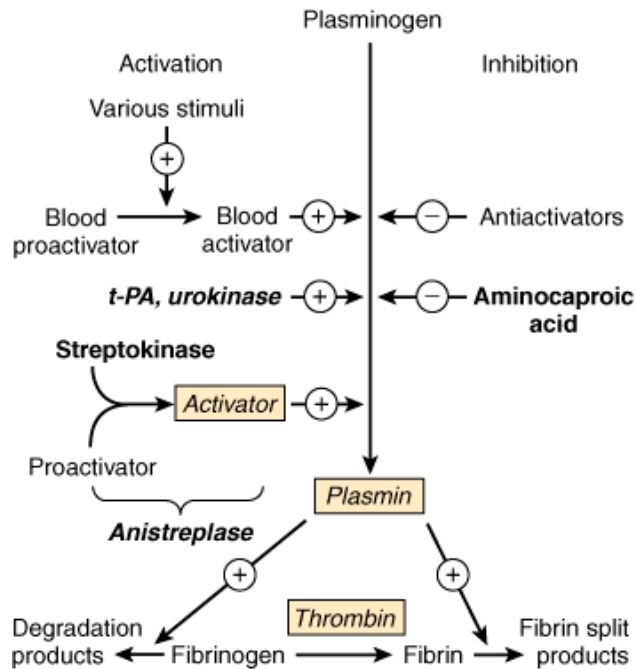 Plasminogen
Activation
Inhibition
Various stimuli
+
Blood
proactivator
Blood
activator
+
−
Antiactivators
t-PA, urokinase
+
−
Aminocaproic
acid
Streptokinase
Activator
+
Proactivator
Anistreplase
Plasmin
+
+
Thrombin
Degradation
products
Fibrinogen
Fibrin
Fibrin split
products